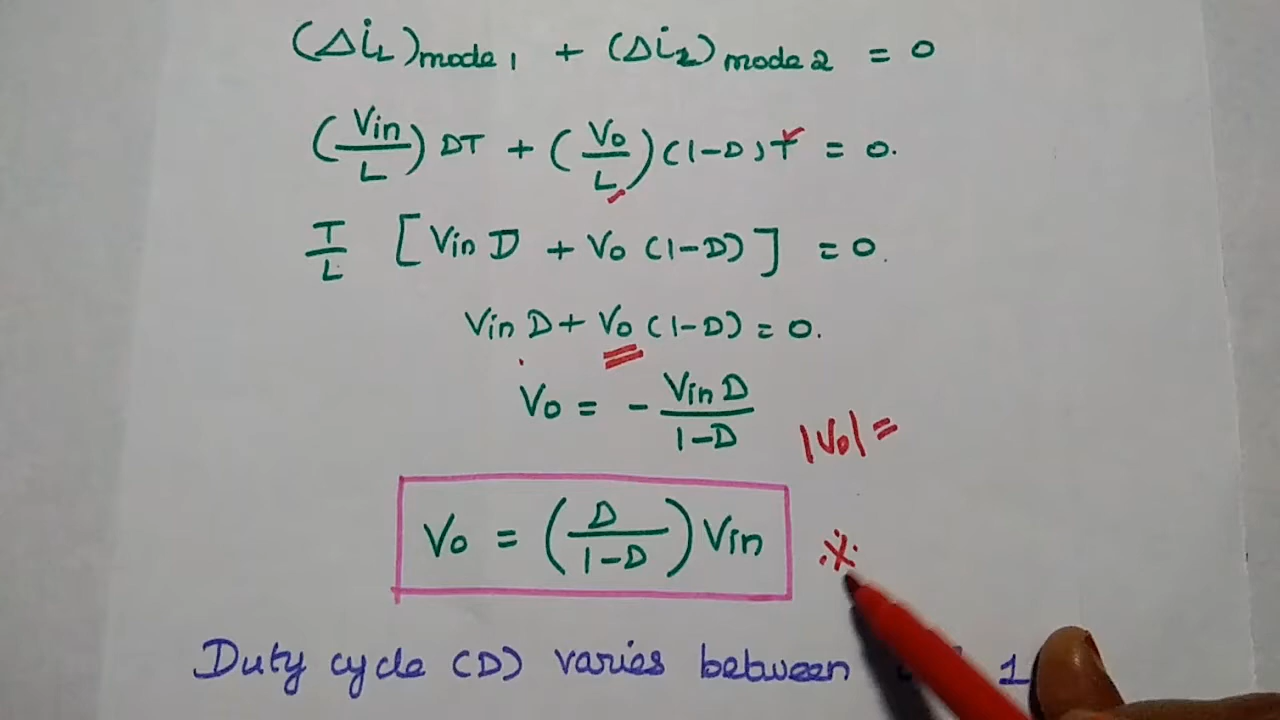 (Δi_L)mode 1 + (Δi_2)mode 2 = 0
(Vin/L) DT + (Vo/L) (1-D) T = 0.
T/L [Vin D + Vo (1-D)] = 0.
Vin D + Vo (1-D) = 0.
Vo = - Vin D / 1-D
|Vo| =
Vo = (D / 1-D) Vin
Duty cycle (D) varies between 1